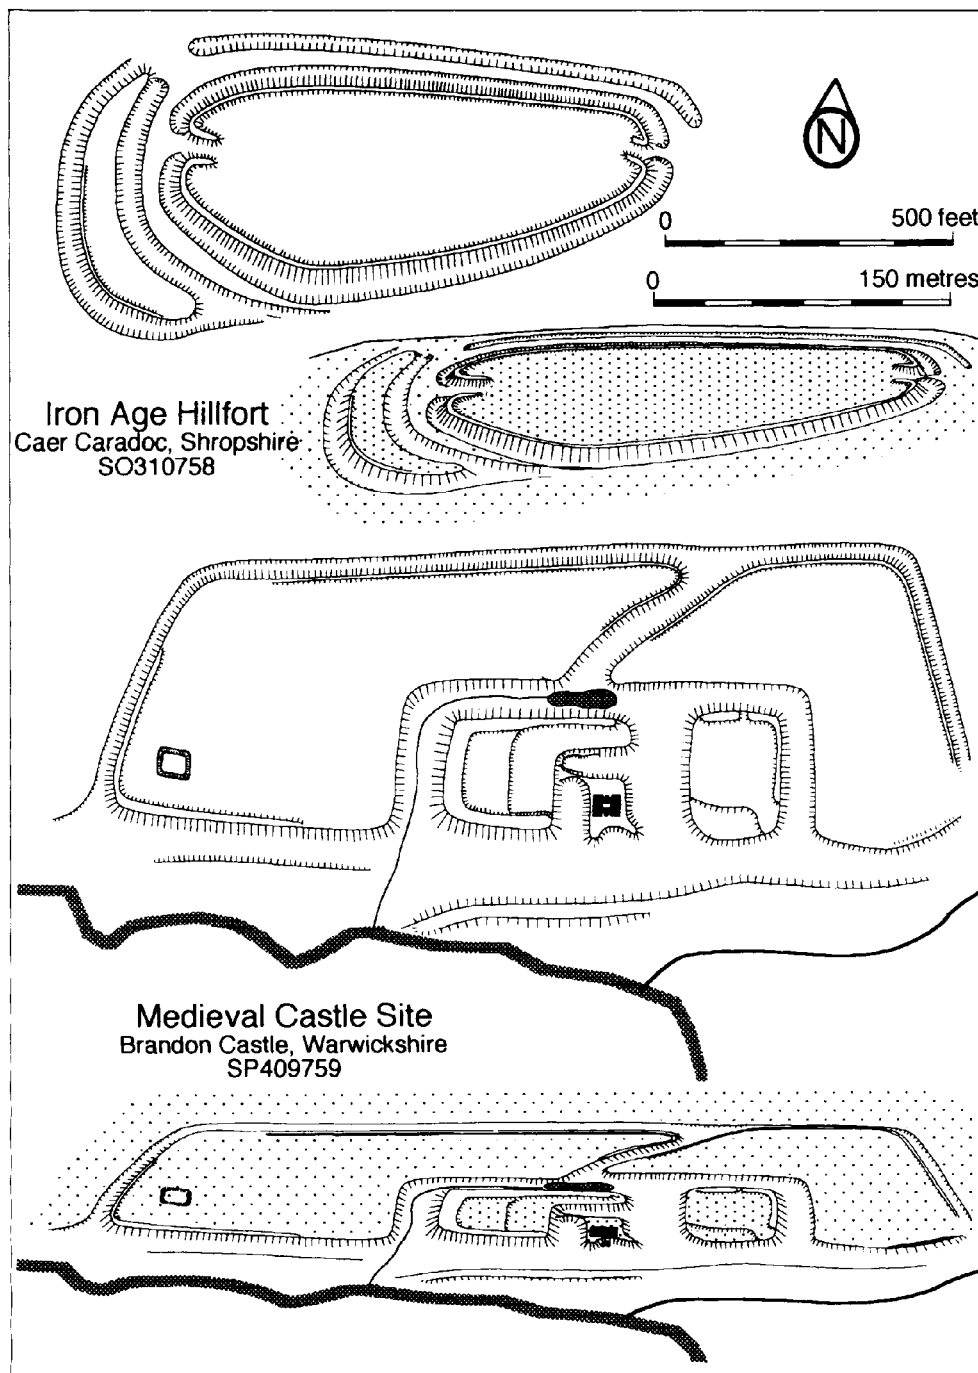 N
0 500 feet
0 150 metres
Iron Age Hillfort
Caer Caradoc, Shropshire
SO310758
Medieval Castle Site
Brandon Castle, Warwickshire
SP409759